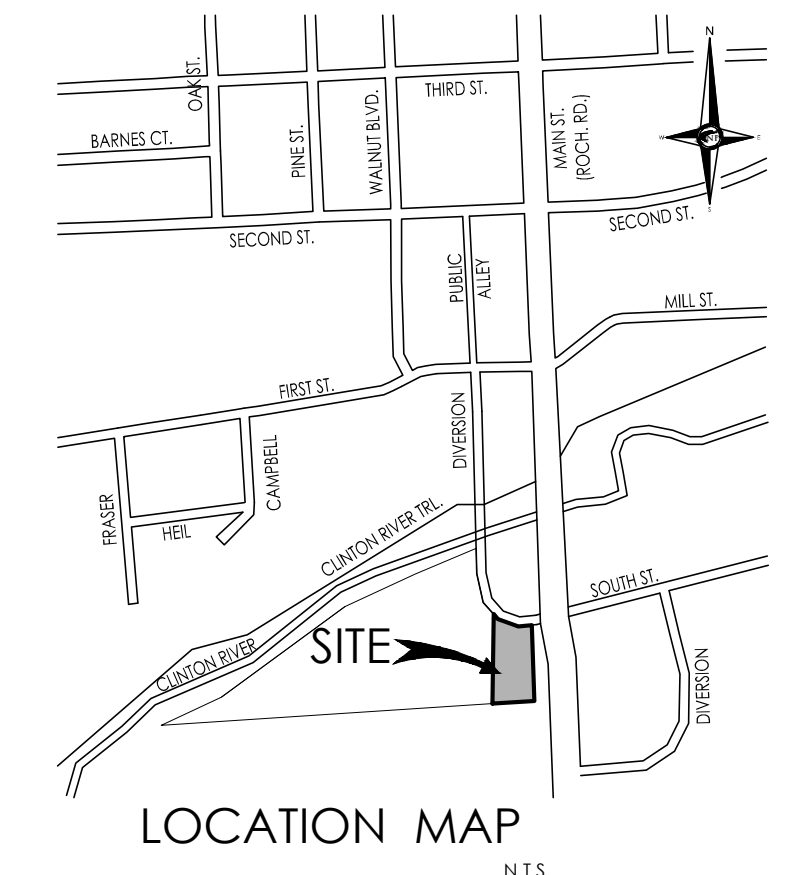 N
OAK ST.
THIRD ST.
WALNUT BLVD.
MAIN ST.
(ROCH. RD.)
PINE ST.
BARNES CT.
W
E
S
SECOND ST.
SECOND ST.
PUBLIC
ALLEY
MILL ST.
FIRST ST.
DIVISION
CAMPBELL
FRASER
HEIL
CLINTON RIVER TRL.
SOUTH ST.
SITE
CLINTON RIVER
DIVERSION
LOCATION MAP
N.T.S.